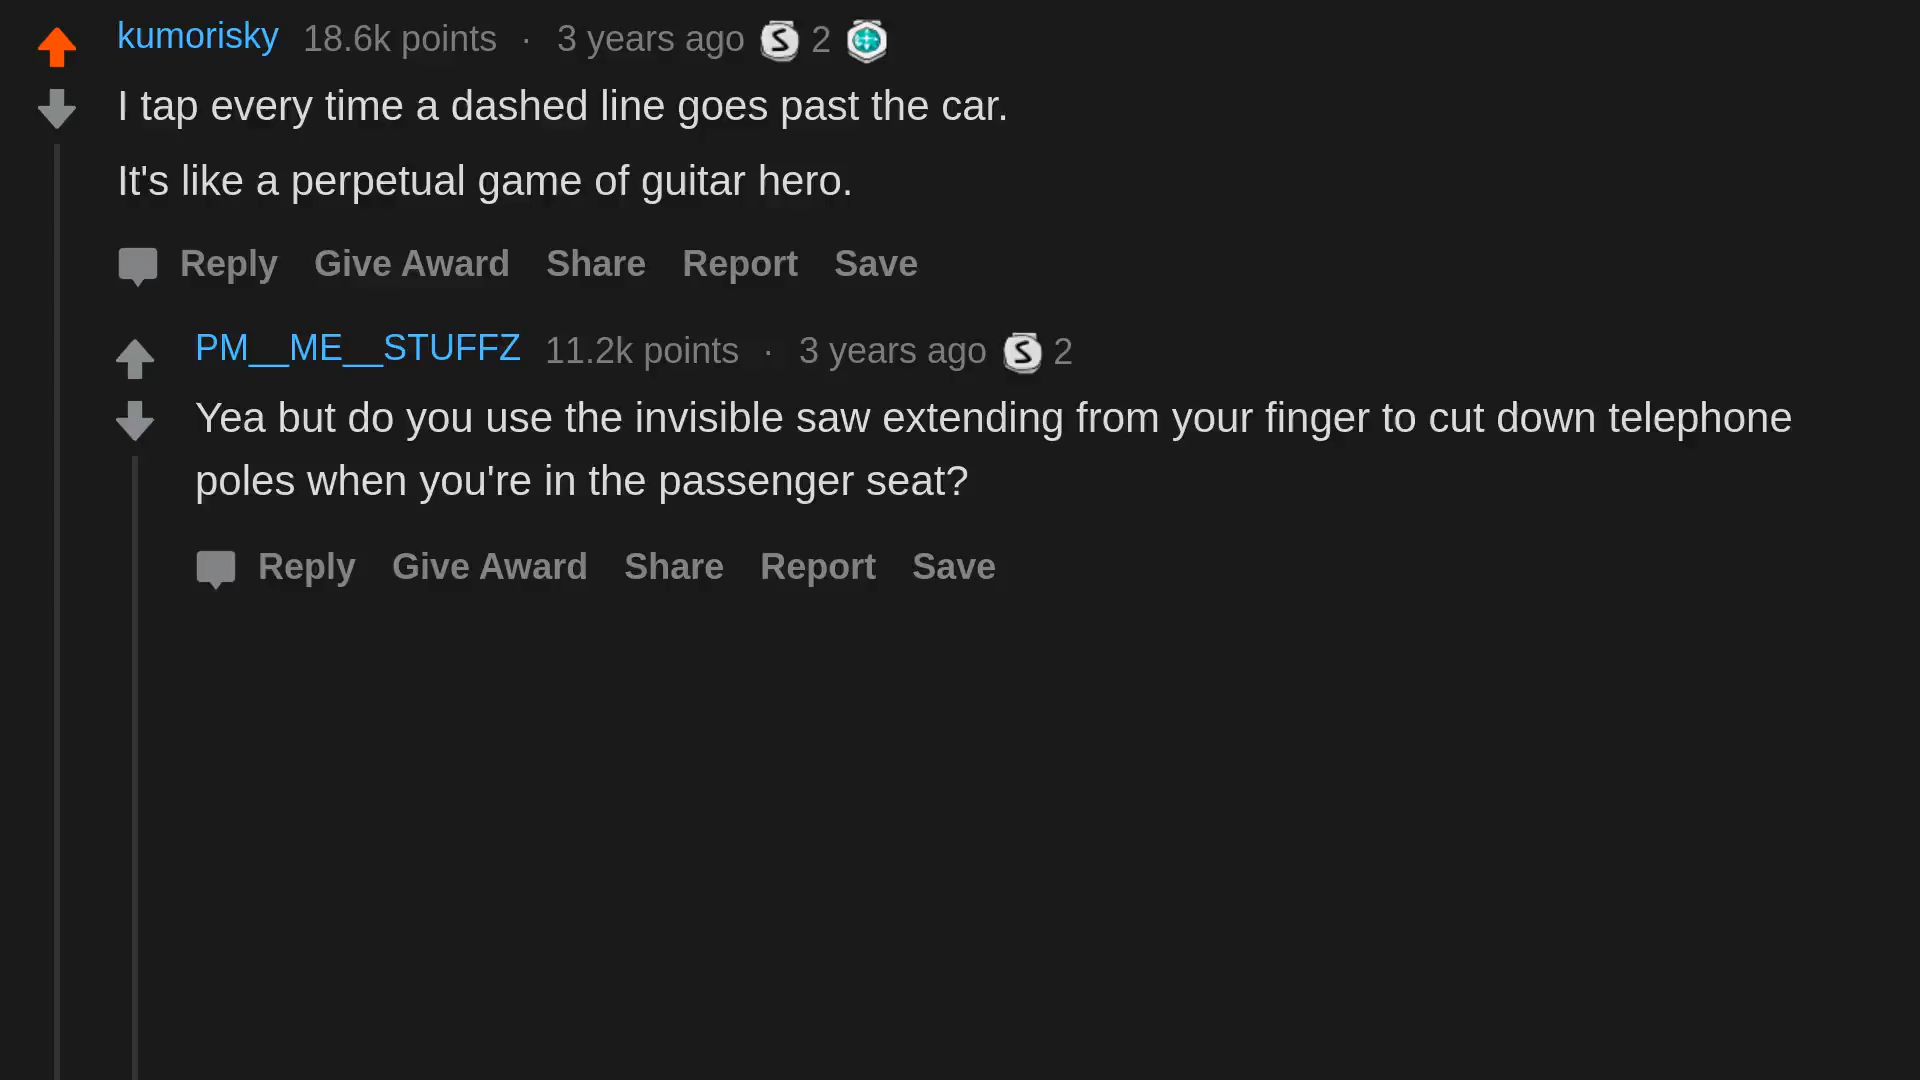 kumorisky 18.6k points · 3 years ago S 2
I tap every time a dashed line goes past the car.
It's like a perpetual game of guitar hero.
Reply Give Award Share Report Save
PM__ME__STUFFZ 11.2k points · 3 years ago S 2
Yea but do you use the invisible saw extending from your finger to cut down telephone
poles when you're in the passenger seat?
Reply Give Award Share Report Save